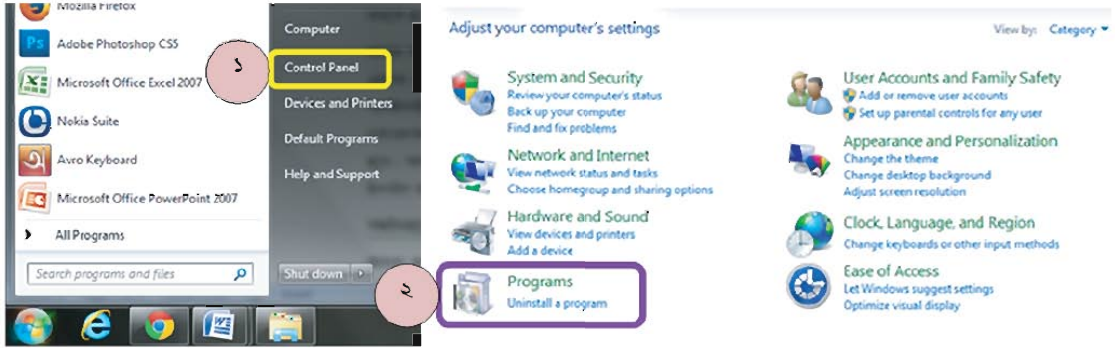 Mozilla Firefox
Adobe Photoshop CS5
Microsoft Office Excel 2007
Nokia Suite
Avro Keyboard
Microsoft Office PowerPoint 2007
All Programs
Search programs and files
Computer
১
Control Panel
Devices and Printers
Default Programs
Help and Support
Shut down
Adjust your computer's settings
View by: Category
System and Security
Review your computer's status
Back up your computer
Find and fix problems
Network and Internet
View network status and tasks
Choose homegroup and sharing options
Hardware and Sound
View devices and printers
Add a device
২
Programs
Uninstall a program
User Accounts and Family Safety
Add or remove user accounts
Set up parental controls for any user
Appearance and Personalization
Change the theme
Change desktop background
Adjust screen resolution
Clock, Language, and Region
Change keyboards or other input methods
Ease of Access
Let Windows suggest settings
Optimize visual display